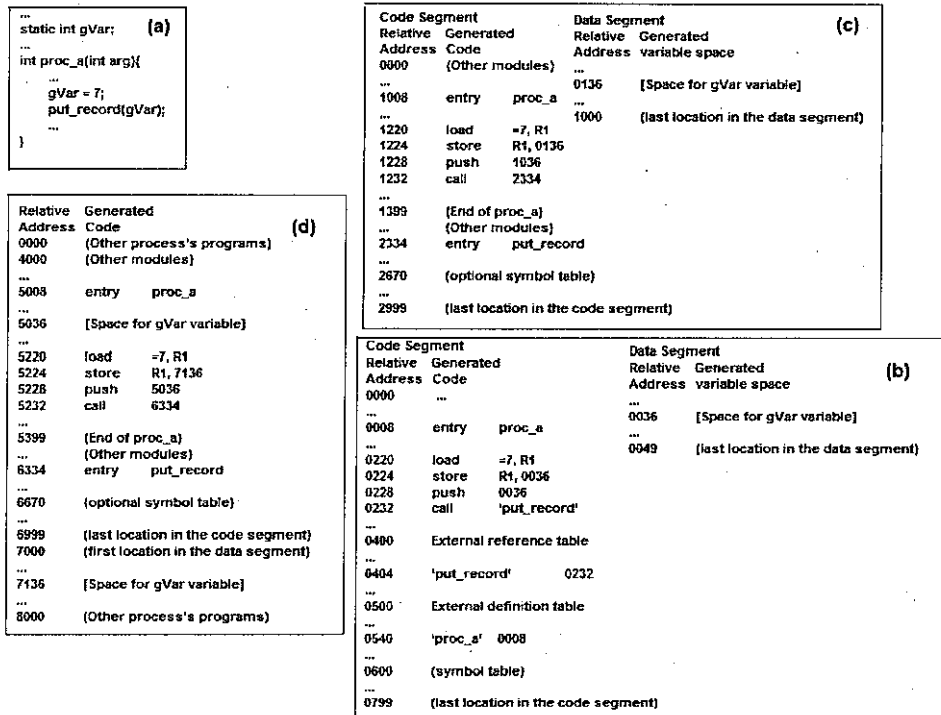 ...
static int gVar; (a)
...
int proc_a(int arg){
...
gVar = 7;
put_record(gVar);
...
}
Code Segment
Relative Generated
Address Code
0000 (Other modules)
...
1008 entry proc_a
...
1220 load =7, R1
1224 store R1, 0136
1228 push 1036
1232 call 2334
...
1399 (End of proc_a)
... (Other modules)
2334 entry put_record
...
2670 (optional symbol table)
...
2999 (last location in the code segment)
Data Segment (c)
Relative Generated
Address variable space
...
0136 [Space for gVar variable]
...
1000 (last location in the data segment)
Relative Generated
Address Code (d)
0000 (Other process's programs)
4000 (Other modules)
...
5008 entry proc_a
...
5036 [Space for gVar variable]
...
5220 load =7, R1
5224 store R1, 7136
5228 push 5036
5232 call 6334
...
5399 (End of proc_a)
... (Other modules)
6334 entry put_record
...
6670 (optional symbol table)
...
6999 (last location in the code segment)
7000 (first location in the data segment)
...
7136 [Space for gVar variable]
...
8000 (Other process's programs)
Code Segment
Relative Generated
Address Code
0000 ...
...
0008 entry proc_a
...
0220 load =7, R1
0224 store R1, 0036
0228 push 0036
0232 call 'put_record'
...
0400 External reference table
...
0404 'put_record' 0232
...
0500 External definition table
...
0540 'proc_a' 0008
...
0600 (symbol table)
...
0799 (last location in the code segment)
Data Segment
Relative Generated (b)
Address variable space
...
0036 [Space for gVar variable]
...
0049 (last location in the data segment)